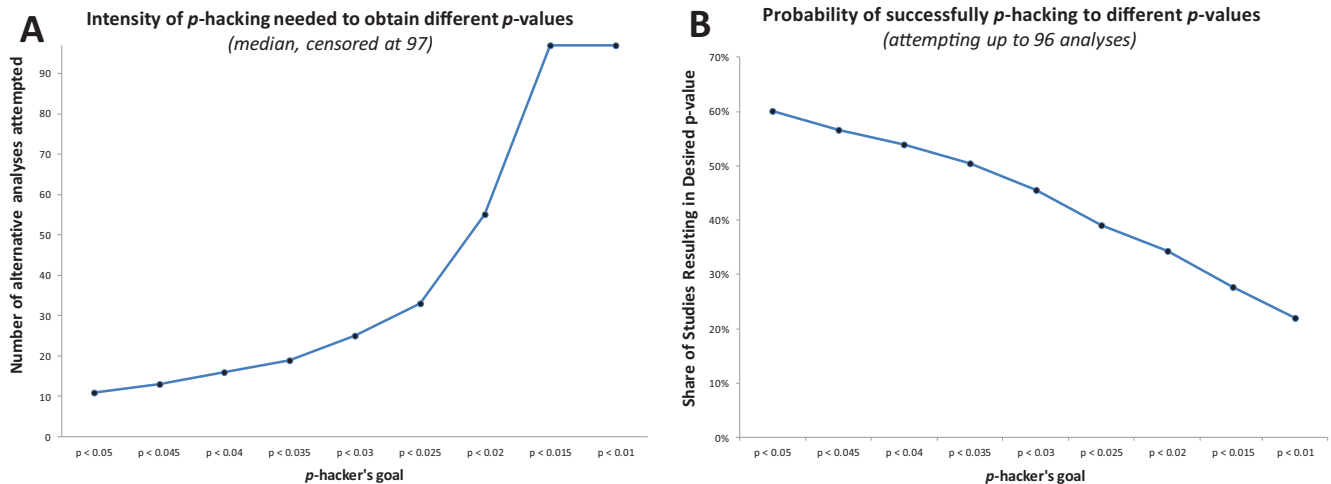 A
Intensity of p-hacking needed to obtain different p-values
(median, censored at 97)
Number of alternative analyses attempted
90
80
70
60
50
40
30
20
10
0
p < 0.05 p < 0.045 p < 0.04 p < 0.035 p < 0.03 p < 0.025 p < 0.02 p < 0.015 p < 0.01
p-hacker's goal
B
Probability of successfully p-hacking to different p-values
(attempting up to 96 analyses)
Share of Studies Resulting in Desired p-value
70%
60%
50%
40%
30%
20%
10%
0%
p < 0.05 p < 0.045 p < 0.04 p < 0.035 p < 0.03 p < 0.025 p < 0.02 p < 0.015 p < 0.01
p-hacker's goal